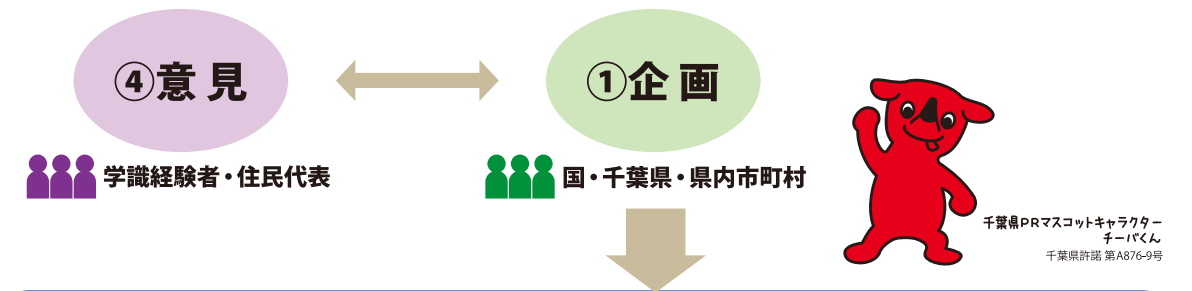 ④意見
①企画
学識経験者・住民代表
国・千葉県・県内市町村
千葉県PRマスコットキャラクター
チーバくん
千葉県許諾 第A876-9号